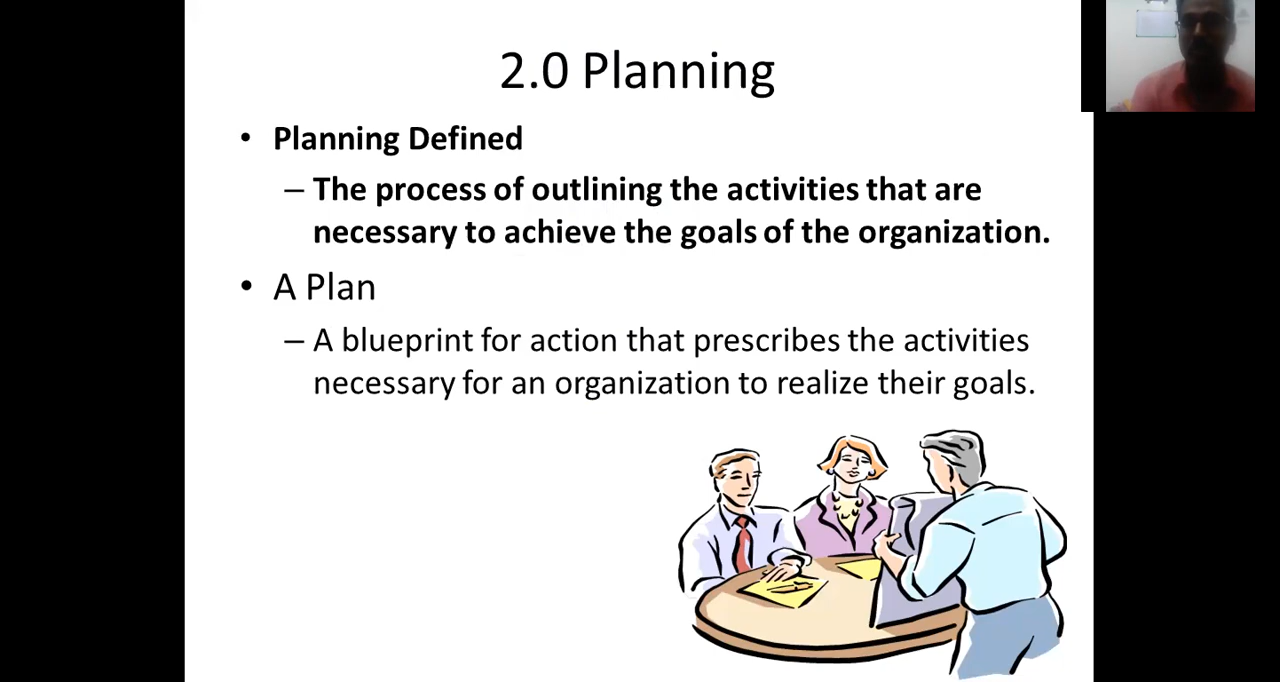 2.0 Planning
• Planning Defined
– The process of outlining the activities that are
necessary to achieve the goals of the organization.
• A Plan
– A blueprint for action that prescribes the activities
necessary for an organization to realize their goals.